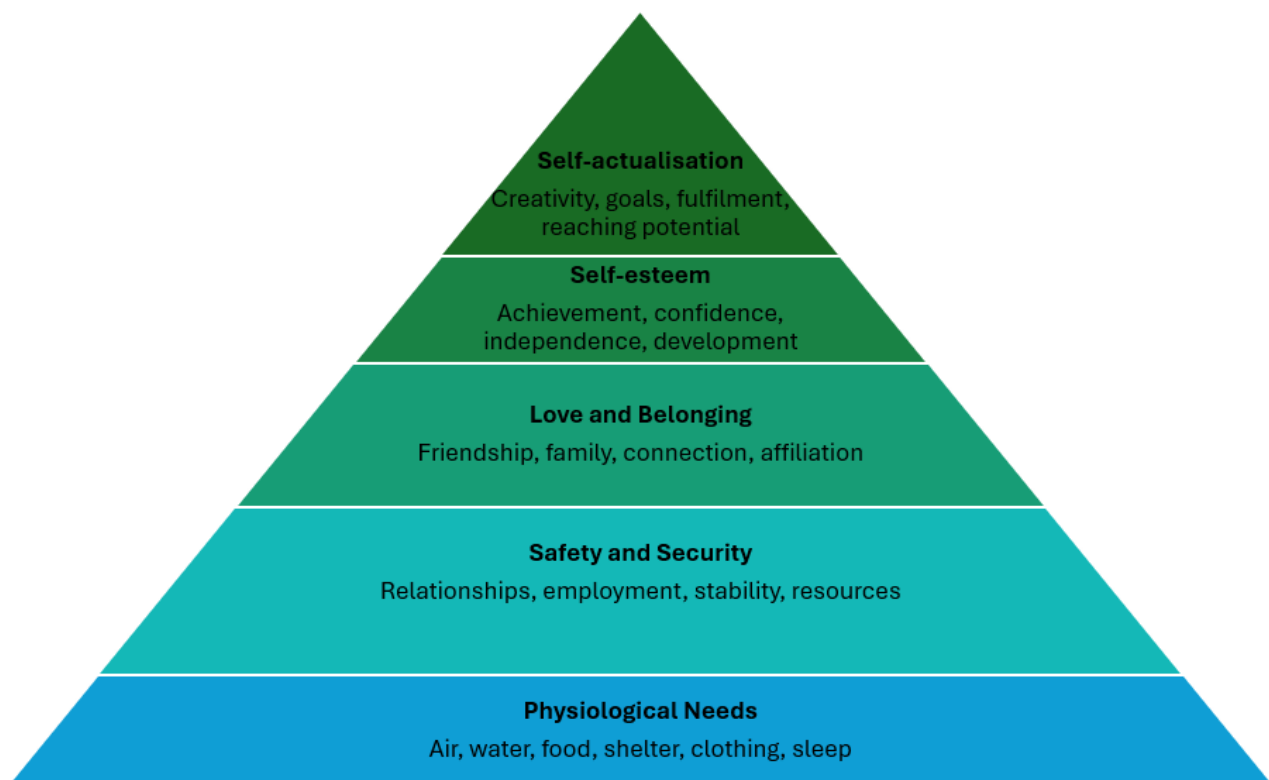 Self-actualisation
Creativity, goals, fulfilment,
reaching potential
Self-esteem
Achievement, confidence,
independence, development
Love and Belonging
Friendship, family, connection, affiliation
Safety and Security
Relationships, employment, stability, resources
Physiological Needs
Air, water, food, shelter, clothing, sleep